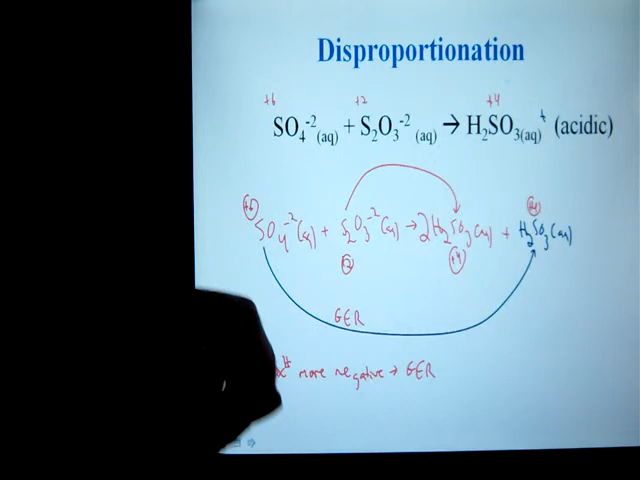 Disproportionation
+6 +2 +4
SO₄⁻²(aq) + S₂O₃⁻²(aq) → H₂SO₃(aq) (acidic)
+6
SO₄⁻²(aq) + S₂O₃⁻²(aq) → 2H₂SO₃(aq) + H₂SO₃(aq)
+2 +4
GER
more negative → GER